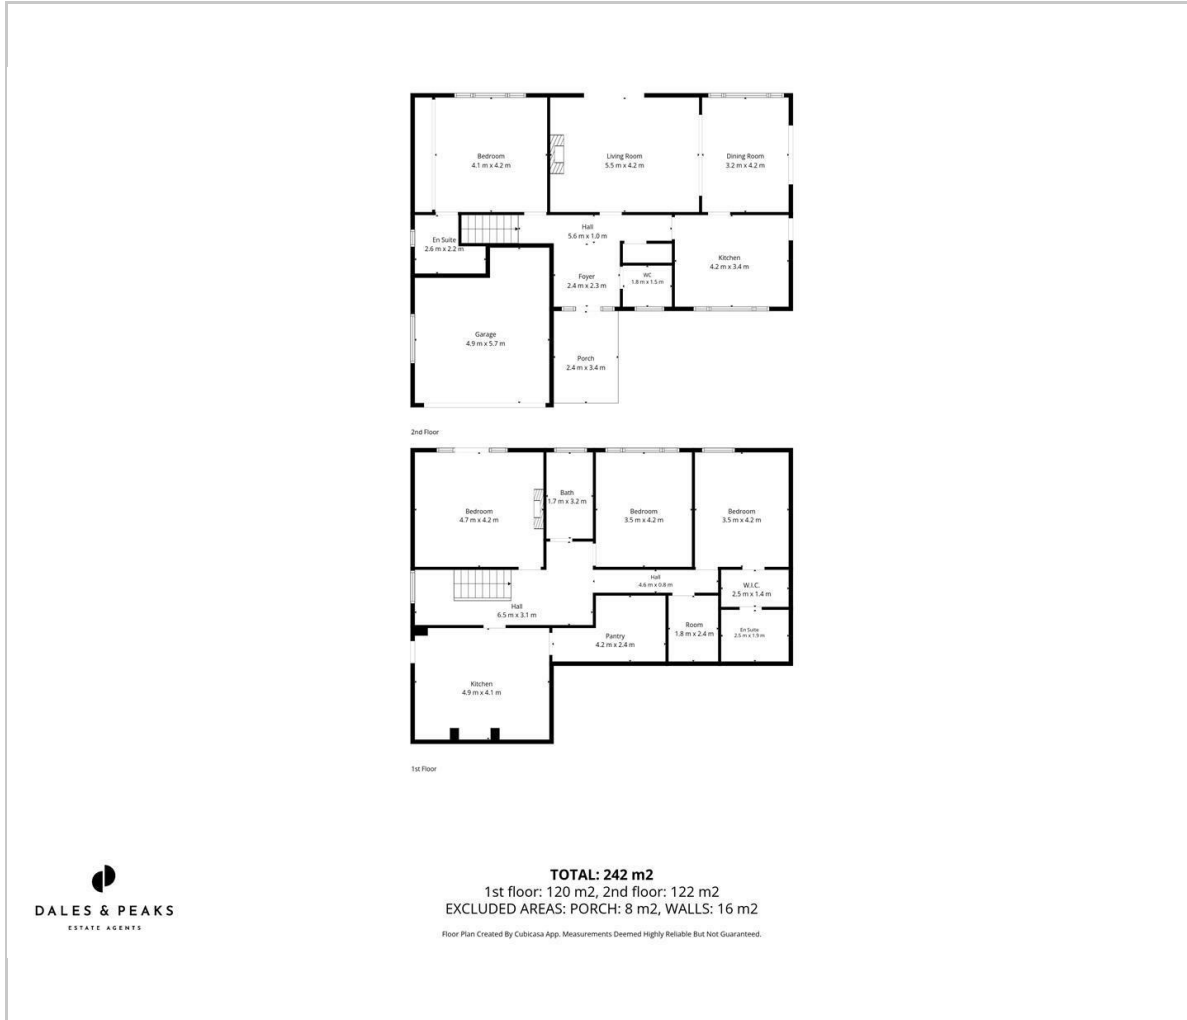 Bedroom
4.1 m x 4.2 m
Living Room
5.5 m x 4.2 m
Dining Room
3.2 m x 4.2 m
Hall
5.6 m x 1.0 m
En Suite
2.6 m x 2.2 m
Kitchen
4.2 m x 3.4 m
Foyer
2.4 m x 2.3 m
WC
1.8 m x 1.5 m
Garage
4.9 m x 5.7 m
Porch
2.4 m x 3.4 m
2nd Floor
Bedroom
4.7 m x 4.2 m
Bath
1.7 m x 3.2 m
Bedroom
3.5 m x 4.2 m
Bedroom
3.5 m x 4.2 m
Hall
4.6 m x 0.8 m
W.I.C.
2.5 m x 1.4 m
Hall
6.5 m x 3.1 m
Room
1.8 m x 2.4 m
En Suite
2.5 m x 1.9 m
Pantry
4.2 m x 2.4 m
Kitchen
4.9 m x 4.1 m
1st Floor
DALES & PEAKS
ESTATE AGENTS
TOTAL: 242 m2
1st floor: 120 m2, 2nd floor: 122 m2
EXCLUDED AREAS: PORCH: 8 m2, WALLS: 16 m2
Floor Plan Created By Cubicasa App. Measurements Deemed Highly Reliable But Not Guaranteed.